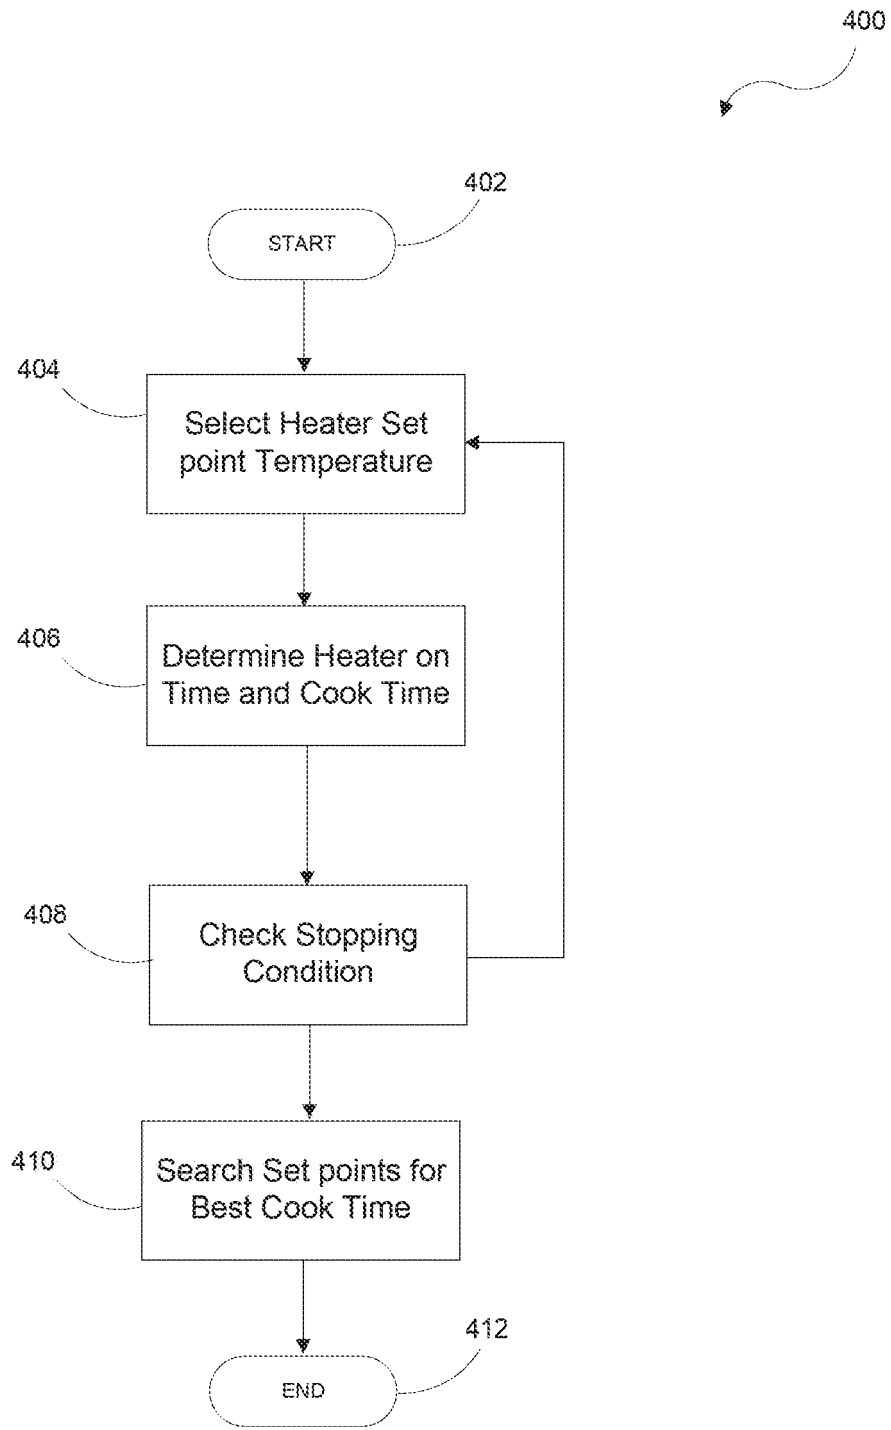 400
402
START
404
Select Heater Set
point Temperature
406
Determine Heater on
Time and Cook Time
408
Check Stopping
Condition
410
Search Set points for
Best Cook Time
412
END